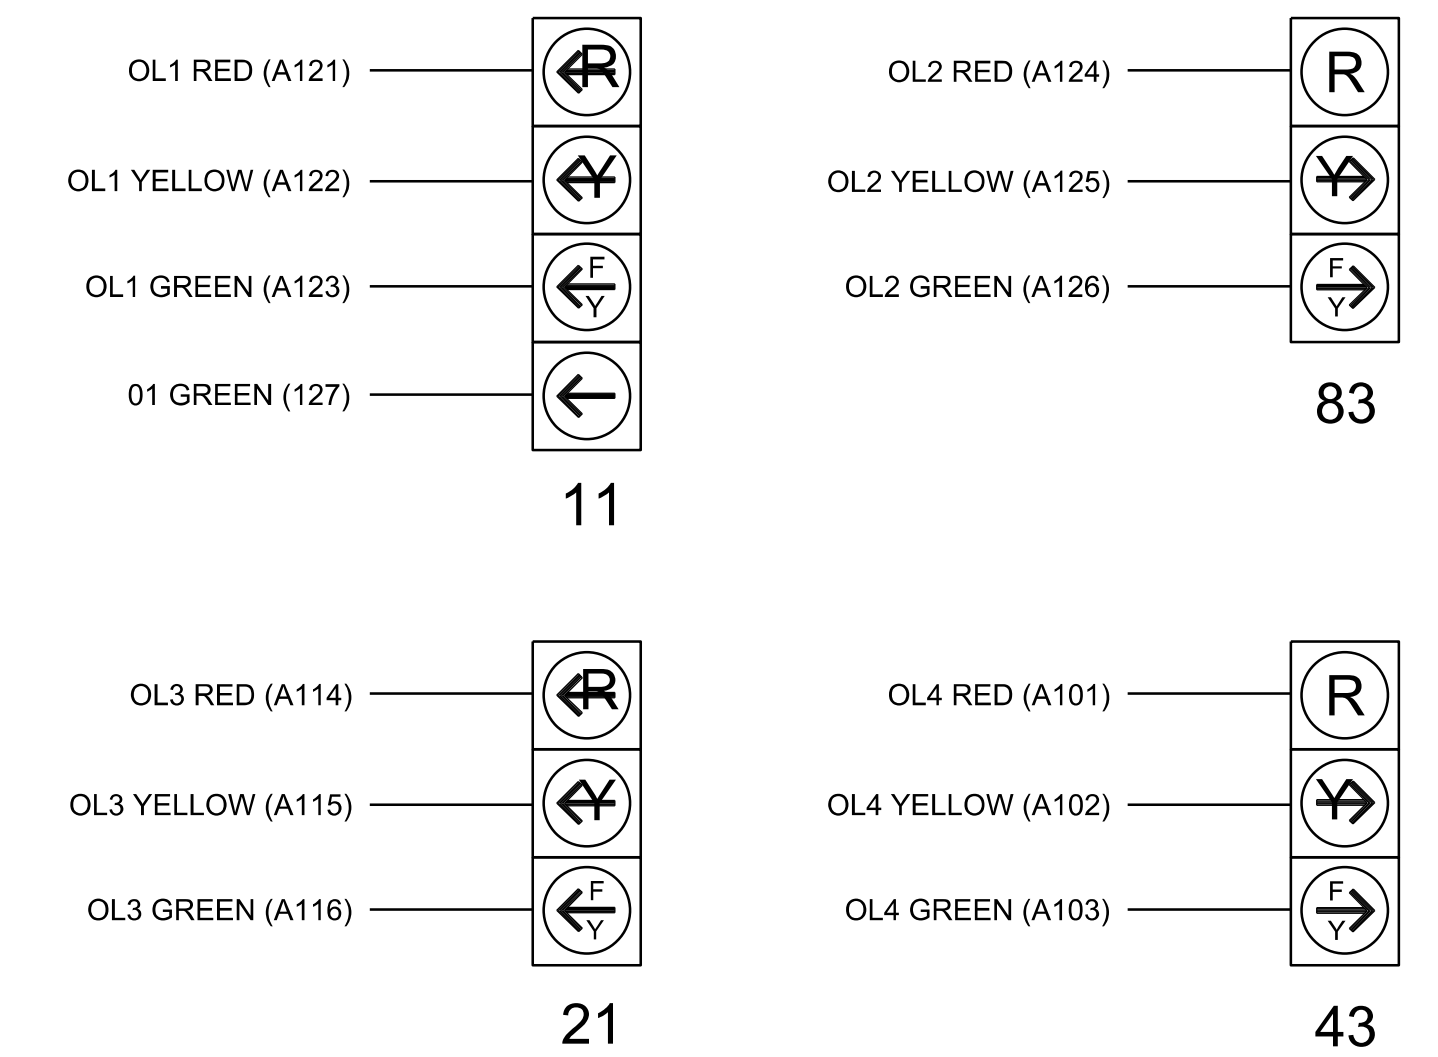 OL1 RED (A121)
R
OL1 YELLOW (A122)
Y
OL1 GREEN (A123)
F
Y
01 GREEN (127)
11
OL2 RED (A124)
R
OL2 YELLOW (A125)
Y
OL2 GREEN (A126)
F
Y
83
OL3 RED (A114)
R
OL3 YELLOW (A115)
Y
OL3 GREEN (A116)
F
Y
21
OL4 RED (A101)
R
OL4 YELLOW (A102)
Y
OL4 GREEN (A103)
F
Y
43